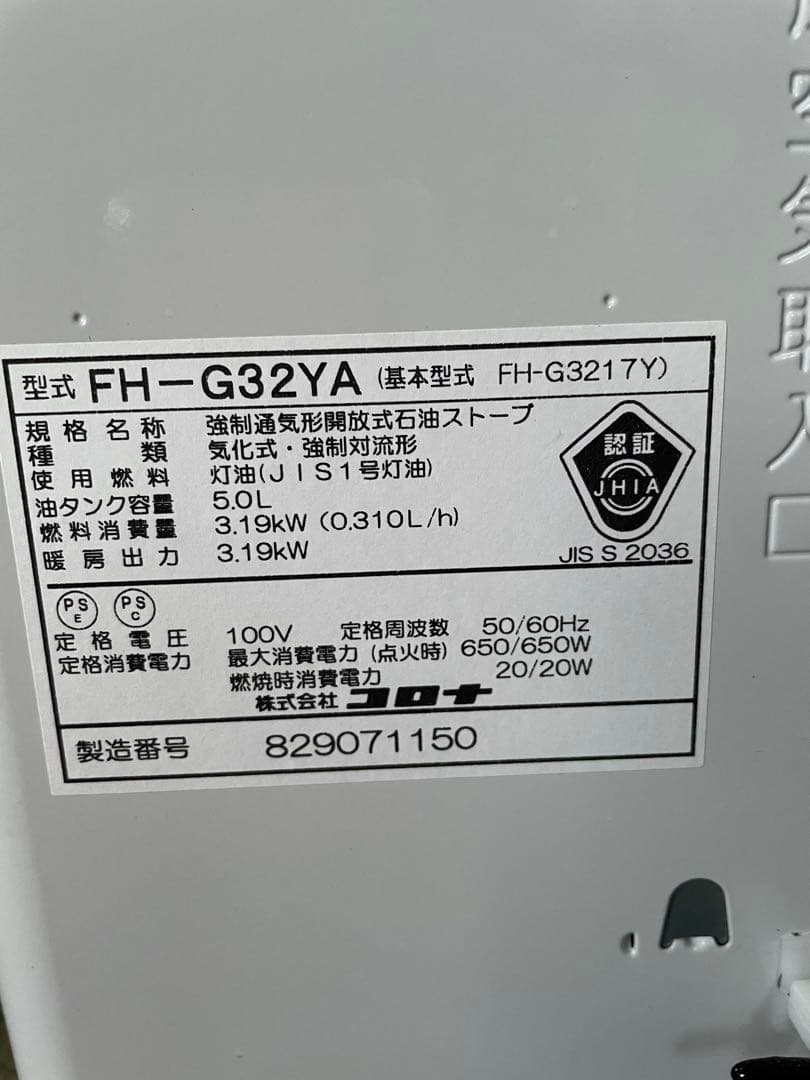 型式 FH-G32YA (基本型式 FH-G3217Y)
規格名称 強制通気形開放式石油ストーブ
種類 気化式・強制対流形
使用燃料 灯油(JIS1号灯油)
油タンク容量 5.0L
燃料消費量 3.19kW (0.310L/h)
暖房出力 3.19kW
認証
JHIA
JIS S 2036
PS E PS C
定格電圧 100V 定格周波数 50/60Hz
定格消費電力 最大消費電力 (点火時) 650/650W
燃焼時消費電力 20/20W
株式会社 コロナ
製造番号 829071150
気取入口